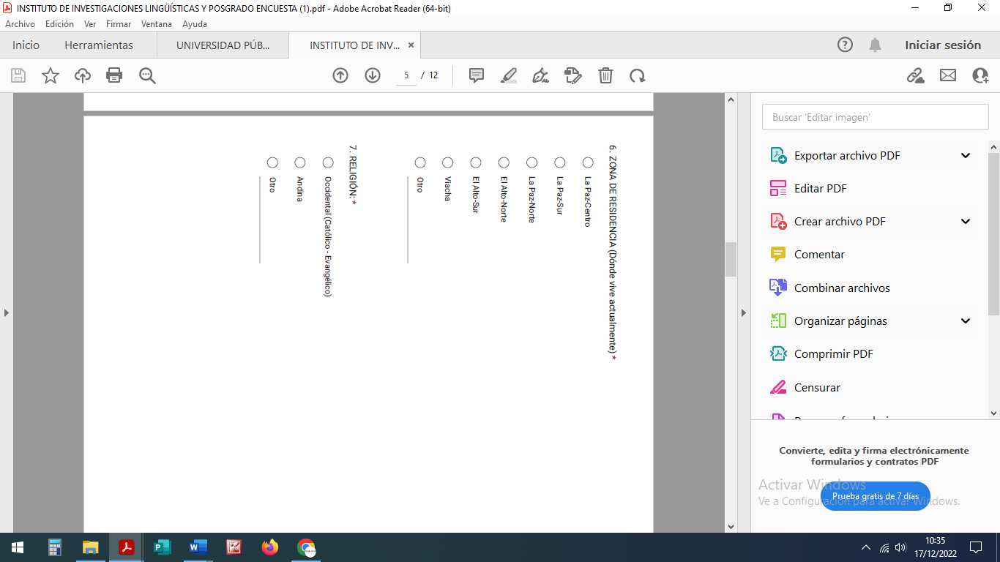 INSTITUTO DE INVESTIGACIONES LINGÜÍSTICAS Y POSGRADO ENCUESTA (1).pdf - Adobe Acrobat Reader (64-bit)
Archivo Edición Ver Firmar Ventana Ayuda
Inicio Herramientas UNIVERSIDAD PÚB... INSTITUTO DE INV... × Iniciar sesión
5 / 12
6. ZONA DE RESIDENCIA (Dónde vive actualmente) *
La Paz-Centro
La Paz-Sur
La Paz-Norte
El Alto-Norte
El Alto-Sur
Viacha
Otro
7. RELIGIÓN: *
Occidental (Católico - Evangélico)
Andina
Otro
Buscar 'Editar imagen'
Exportar archivo PDF
Editar PDF
Crear archivo PDF
Comentar
Combinar archivos
Organizar páginas
Comprimir PDF
Censurar
Convierte, edita y firma electrónicamente
formularios y contratos PDF
Activar Windows
Prueba gratis de 7 días
Ve a Configuración para activar Windows.
10:35
17/12/2022